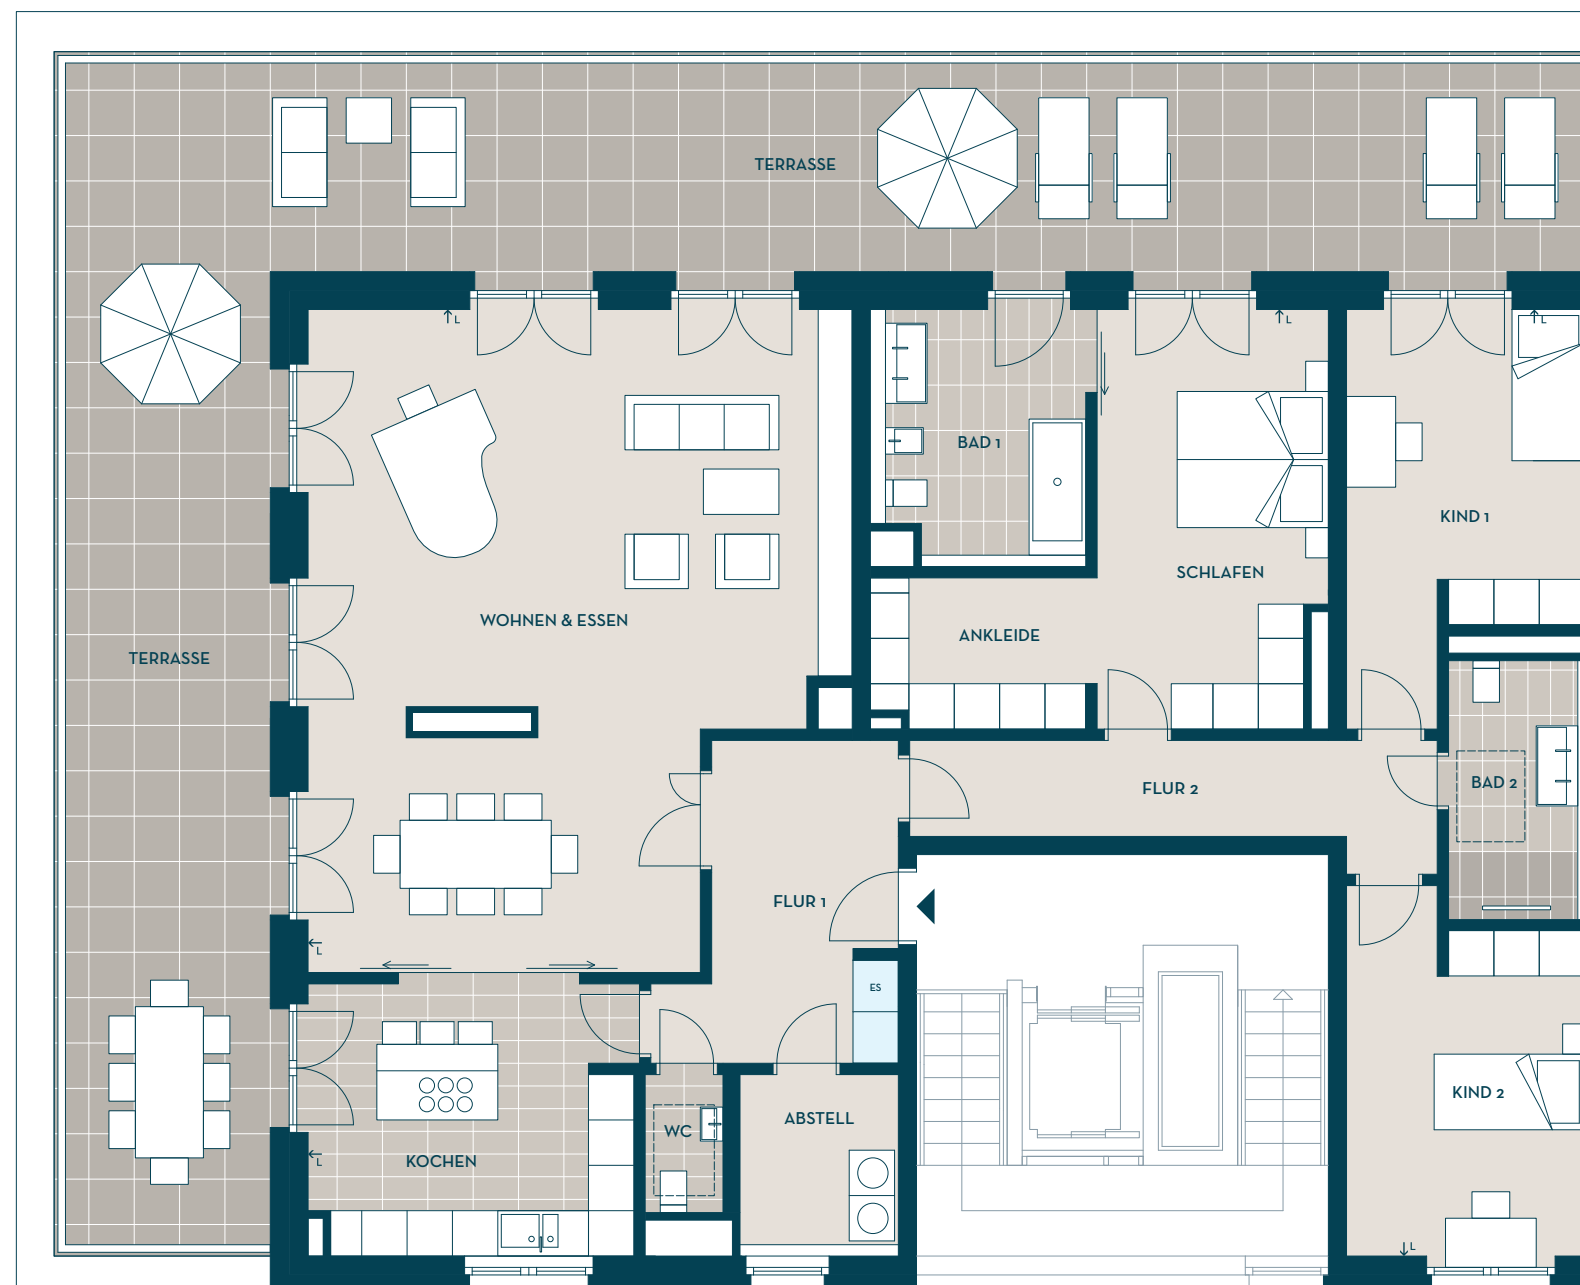 TERRASSE
L
L
L
BAD 1
KIND 1
SCHLAFEN
WOHNEN & ESSEN
ANKLEIDE
TERRASSE
BAD 2
FLUR 2
FLUR 1
L
ES
KIND 2
ABSTELL
WC
L
KOCHEN
L